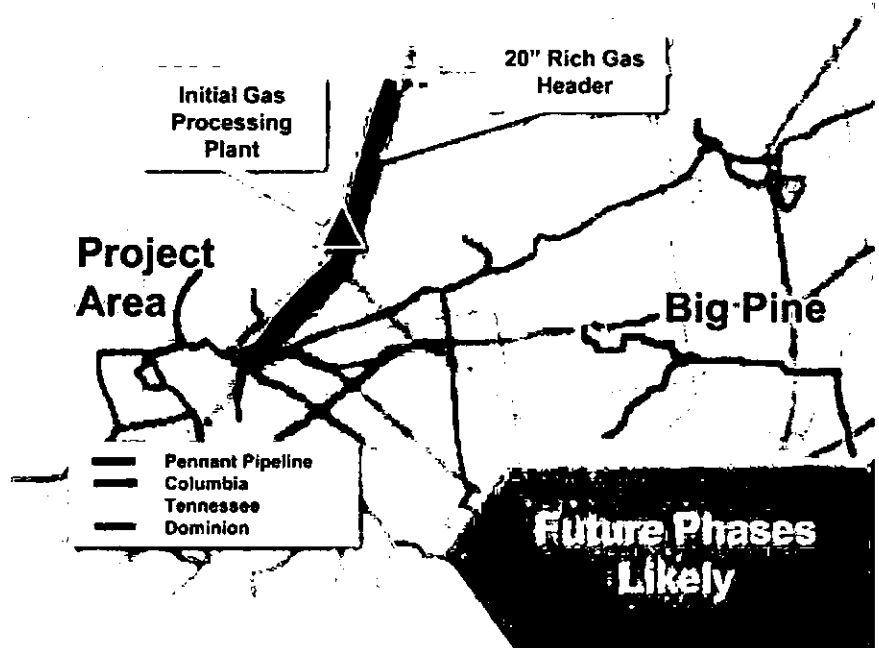 20” Rich Gas
Header
Initial Gas
Processing
Plant
Project
Area
Big Pine
Pennant Pipeline
Columbia
Tennessee
Dominion
Future Phases
Likely